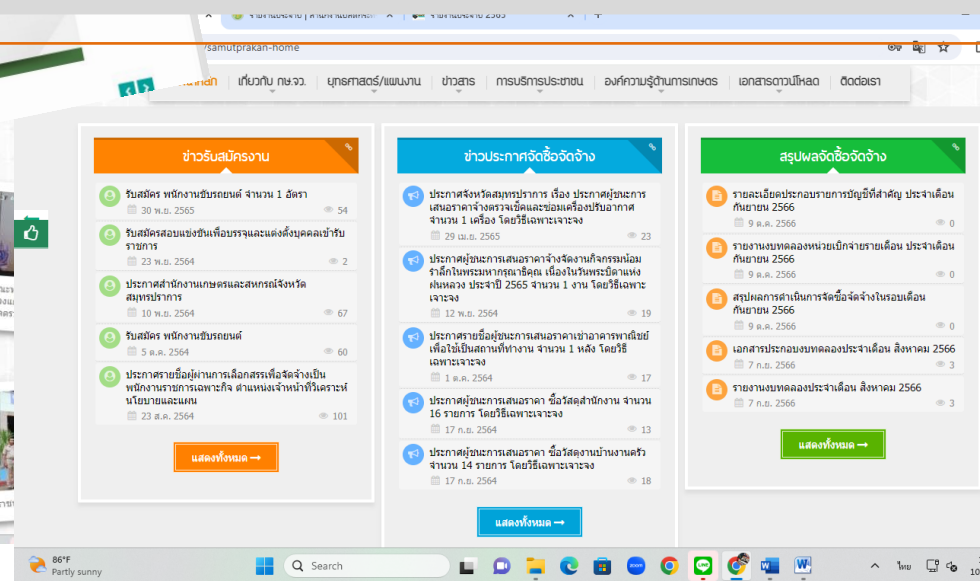 รายงานประจำปี 2565
/samutprakan-home
เกี่ยวกับ กษ.จว.
ยุทธศาสตร์/แผนงาน
ข่าวสาร
การบริการประชาชน
องค์ความรู้ด้านการเกษตร
เอกสารดาวน์โหลด
ติดต่อเรา
ข่าวรับสมัครงาน
รับสมัคร พนักงานขับรถยนต์ จำนวน 1 อัตรา
30 พ.ย. 2565 54
รับสมัครสอบแข่งขันเพื่อบรรจุและแต่งตั้งบุคคลเข้ารับ
ราชการ
23 พ.ย. 2564 2
ประกาศสำนักงานเกษตรและสหกรณ์จังหวัด
สมุทรปราการ
10 พ.ย. 2564 67
รับสมัคร พนักงานขับรถยนต์
5 ต.ค. 2564 60
ประกาศรายชื่อผู้ผ่านการเลือกสรรเพื่อจัดจ้างเป็น
พนักงานราชการเฉพาะกิจ ตำแหน่งเจ้าหน้าที่วิเคราะห์
นโยบายและแผน
23 ส.ค. 2564 101
แสดงทั้งหมด →
ข่าวประกาศจัดซื้อจัดจ้าง
ประกาศจังหวัดสมุทรปราการ เรื่อง ประกาศผู้ชนะการ
เสนอราคาจ้างตรวจเช็คและซ่อมเครื่องปรับอากาศ
จำนวน 1 เครื่อง โดยวิธีเฉพาะเจาะจง
29 เม.ย. 2565 23
ประกาศผู้ชนะการเสนอราคาจ้างจัดงานกิจกรรมน้อม
รำลึกในพระมหากรุณาธิคุณ เนื่องในวันพระบิดาแห่ง
ฝนหลวง ประจำปี 2565 จำนวน 1 งาน โดยวิธีเฉพาะ
เจาะจง
12 พ.ย. 2564 19
ประกาศรายชื่อผู้ชนะการเสนอราคาเช่าอาคารพาณิชย์
เพื่อใช้เป็นสถานที่ทำงาน จำนวน 1 หลัง โดยวิธี
เฉพาะเจาะจง
1 ต.ค. 2564 17
ประกาศผู้ชนะการเสนอราคา ซื้อวัสดุสำนักงาน จำนวน
16 รายการ โดยวิธีเฉพาะเจาะจง
17 ก.ย. 2564 13
ประกาศผู้ชนะการเสนอราคา ซื้อวัสดุงานบ้านงานครัว
จำนวน 14 รายการ โดยวิธีเฉพาะเจาะจง
17 ก.ย. 2564 18
แสดงทั้งหมด →
สรุปผลจัดซื้อจัดจ้าง
รายละเอียดประกอบรายการบัญชีที่สำคัญ ประจำเดือน
กันยายน 2566
9 ต.ค. 2566 0
รายงานงบทดลองหน่วยเบิกจ่ายรายเดือน ประจำเดือน
กันยายน 2566
9 ต.ค. 2566 0
สรุปผลการดำเนินการจัดซื้อจัดจ้างในรอบเดือน
กันยายน 2566
9 ต.ค. 2566 0
เอกสารประกอบงบทดลองประจำเดือน สิงหาคม 2566
7 ก.ย. 2566 3
รายงานงบทดลองประจำเดือน สิงหาคม 2566
7 ก.ย. 2566 3
แสดงทั้งหมด →
86°F
Partly sunny
Search
zoom
LINE
ไทย